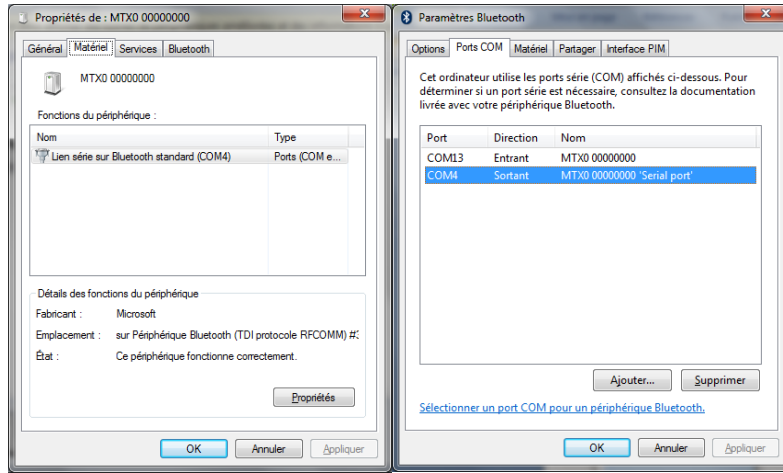 Propriétés de : MTX0 00000000
Général Matériel Services Bluetooth
MTX0 00000000
Fonctions du périphérique :
Nom Type
Lien série sur Bluetooth standard (COM4) Ports (COM e...
Détails des fonctions du périphérique
Fabricant : Microsoft
Emplacement : sur Périphérique Bluetooth (TDI protocole RFCOMM) #
État : Ce périphérique fonctionne correctement.
Propriétés
OK Annuler Appliquer
Paramètres Bluetooth
Options Ports COM Matériel Partager Interface PIM
Cet ordinateur utilise les ports série (COM) affichés ci-dessous. Pour
déterminer si un port série est nécessaire, consultez la documentation
livrée avec votre périphérique Bluetooth.
Port Direction Nom
COM13 Entrant MTX0 00000000
COM4 Sortant MTX0 00000000 'Serial port'
Ajouter... Supprimer
Sélectionner un port COM pour un périphérique Bluetooth.
OK Annuler Appliquer